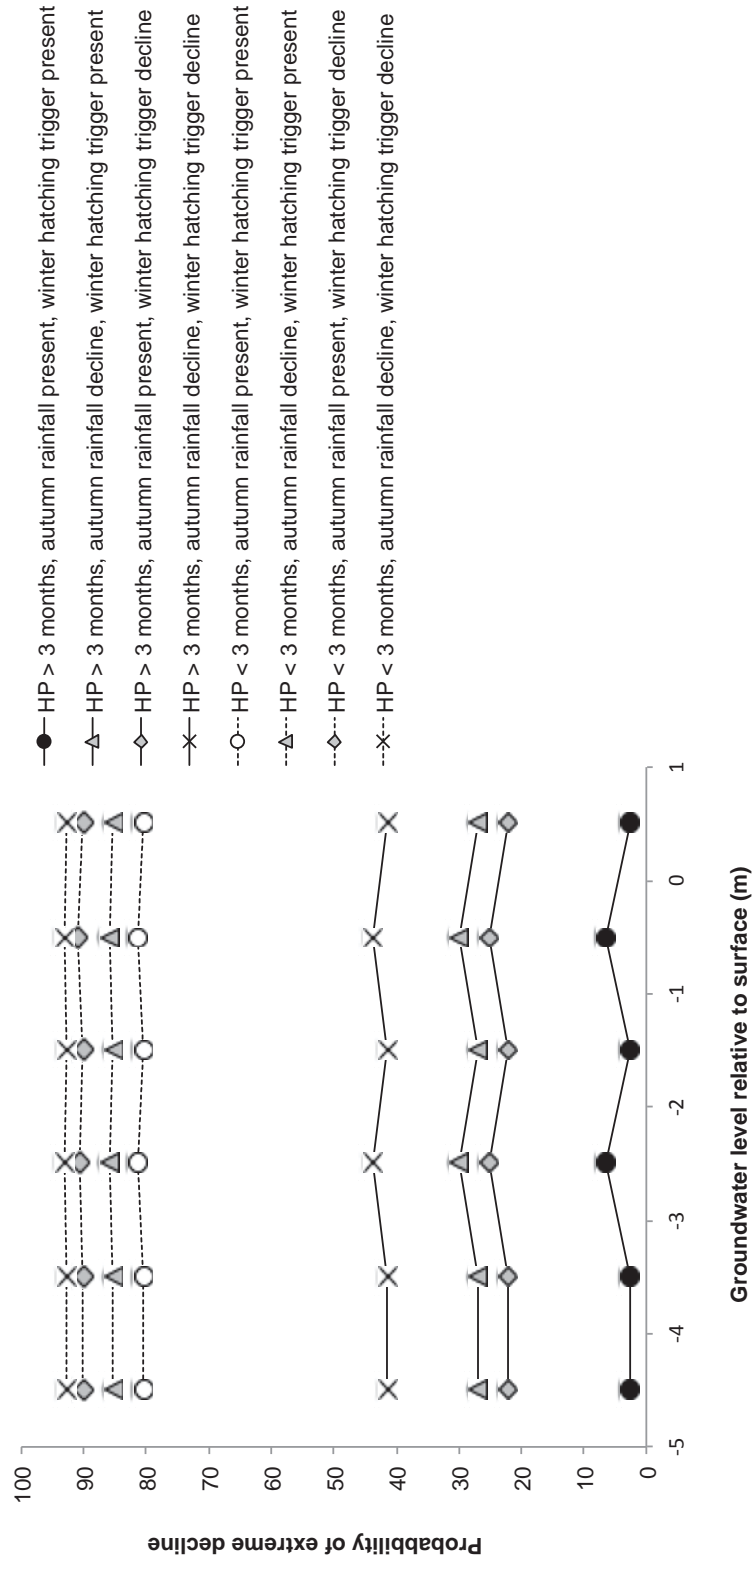 Probabbility of extreme decline
100
90
80
70
60
50
40
30
20
10
0
-5
-4
-3
-2
-1
0
1
Groundwater level relative to surface (m)
HP > 3 months, autumn rainfall present, winter hatching trigger present
HP > 3 months, autumn rainfall decline, winter hatching trigger present
HP > 3 months, autumn rainfall present, winter hatching trigger decline
HP > 3 months, autumn rainfall decline, winter hatching trigger decline
HP < 3 months, autumn rainfall present, winter hatching trigger present
HP < 3 months, autumn rainfall decline, winter hatching trigger present
HP < 3 months, autumn rainfall present, winter hatching trigger decline
HP < 3 months, autumn rainfall decline, winter hatching trigger decline